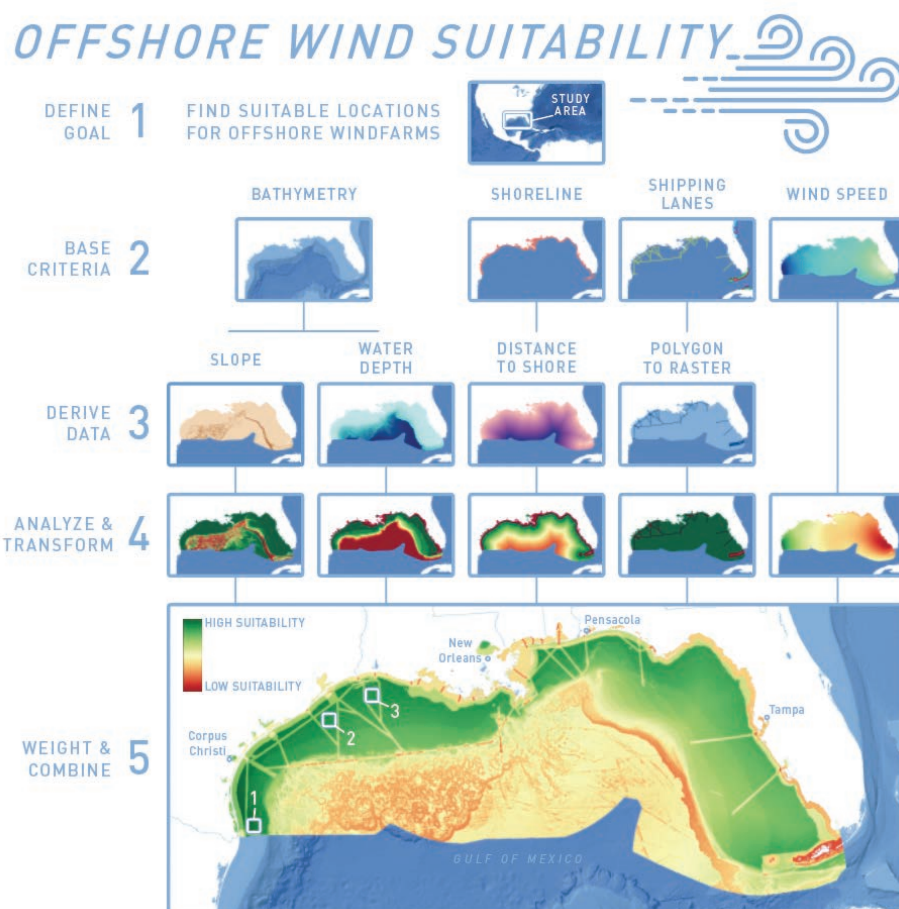 OFFSHORE WIND SUITABILITY
DEFINE
GOAL
1
FIND SUITABLE LOCATIONS
FOR OFFSHORE WINDFARMS
STUDY
AREA
BASE
CRITERIA
2
BATHYMETRY
SHORELINE
SHIPPING
LANES
WIND SPEED
DERIVE
DATA
3
SLOPE
WATER
DEPTH
DISTANCE
TO SHORE
POLYGON
TO RASTER
ANALYZE &
TRANSFORM
4
WEIGHT &
COMBINE
5
HIGH SUITABILITY
LOW SUITABILITY
New
Orleans
Pensacola
Tampa
Corpus
Christi
3
2
1
GULF OF MEXICO